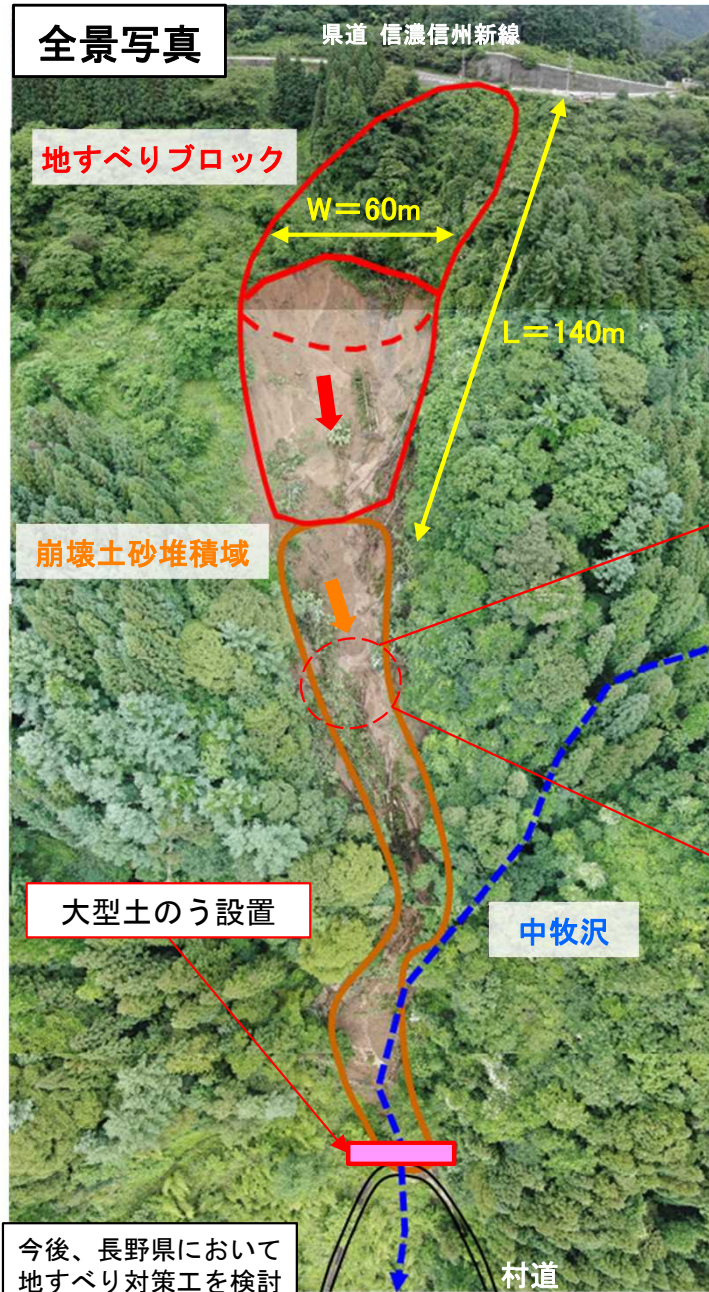 全景写真
県道 信濃信州新線
地すべりブロック
W=60m
L=140m
崩壊土砂堆積域
大型土のう設置
中牧沢
今後、長野県において
地すべり対策工を検討
村道